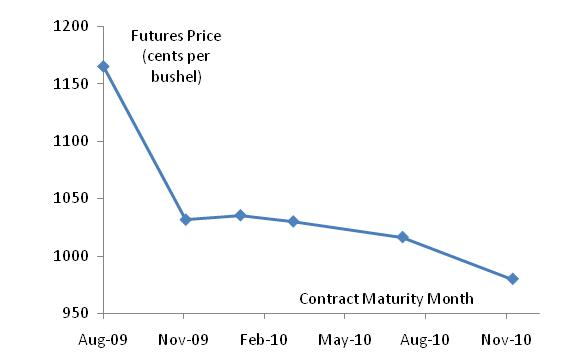 1200
Futures Price
(cents per
bushel)
1150
1100
1050
1000
Contract Maturity Month
950
Aug-09 Nov-09 Feb-10 May-10 Aug-10 Nov-10